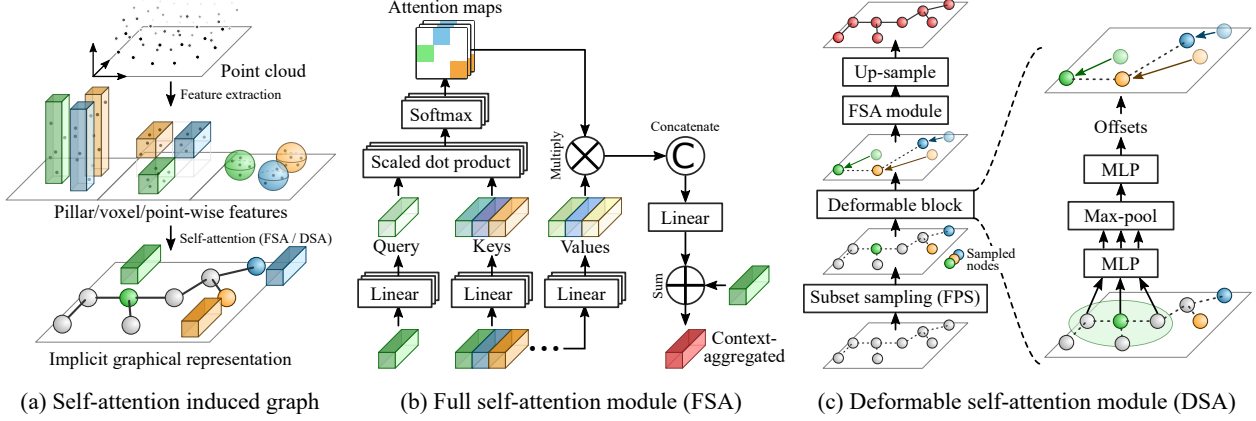 Point cloud
Feature extraction
Pillar/voxel/point-wise features
Self-attention (FSA / DSA)
Implicit graphical representation
(a) Self-attention induced graph
Attention maps
Softmax
Scaled dot product
Query
Keys
Values
Linear
Linear
Linear
Multiply
Concatenate
C
Linear
Sum
Context-
aggregated
(b) Full self-attention module (FSA)
Up-sample
FSA module
Deformable block
Sampled
nodes
Subset sampling (FPS)
Offsets
MLP
Max-pool
MLP
(c) Deformable self-attention module (DSA)